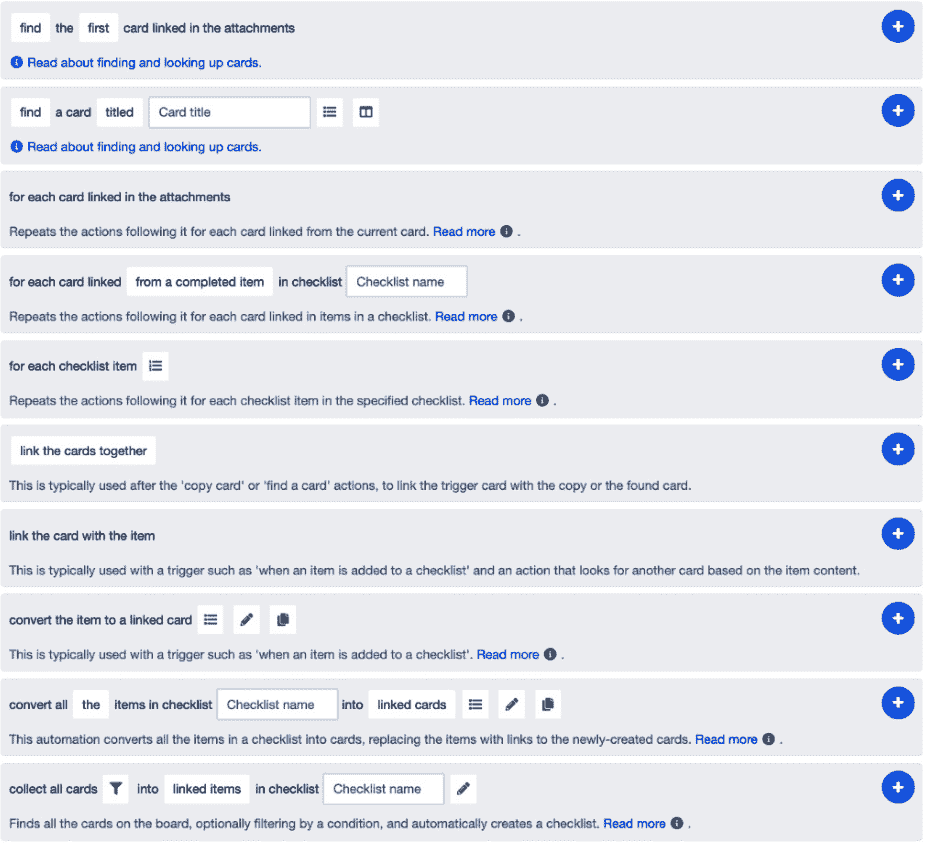 find the first card linked in the attachments
Read about finding and looking up cards.
find a card titled Card title
Read about finding and looking up cards.
for each card linked in the attachments
Repeats the actions following it for each card linked from the current card. Read more .
for each card linked from a completed item in checklist Checklist name
Repeats the actions following it for each card linked in items in a checklist. Read more .
for each checklist item
Repeats the actions following it for each checklist item in the specified checklist. Read more .
link the cards together
This is typically used after the 'copy card' or 'find a card' actions, to link the trigger card with the copy or the found card.
link the card with the item
This is typically used with a trigger such as 'when an item is added to a checklist' and an action that looks for another card based on the item content.
convert the item to a linked card
This is typically used with a trigger such as 'when an item is added to a checklist'. Read more .
convert all the items in checklist Checklist name into linked cards
This automation converts all the items in a checklist into cards, replacing the items with links to the newly-created cards. Read more .
collect all cards into linked items in checklist Checklist name
Finds all the cards on the board, optionally filtering by a condition, and automatically creates a checklist. Read more .